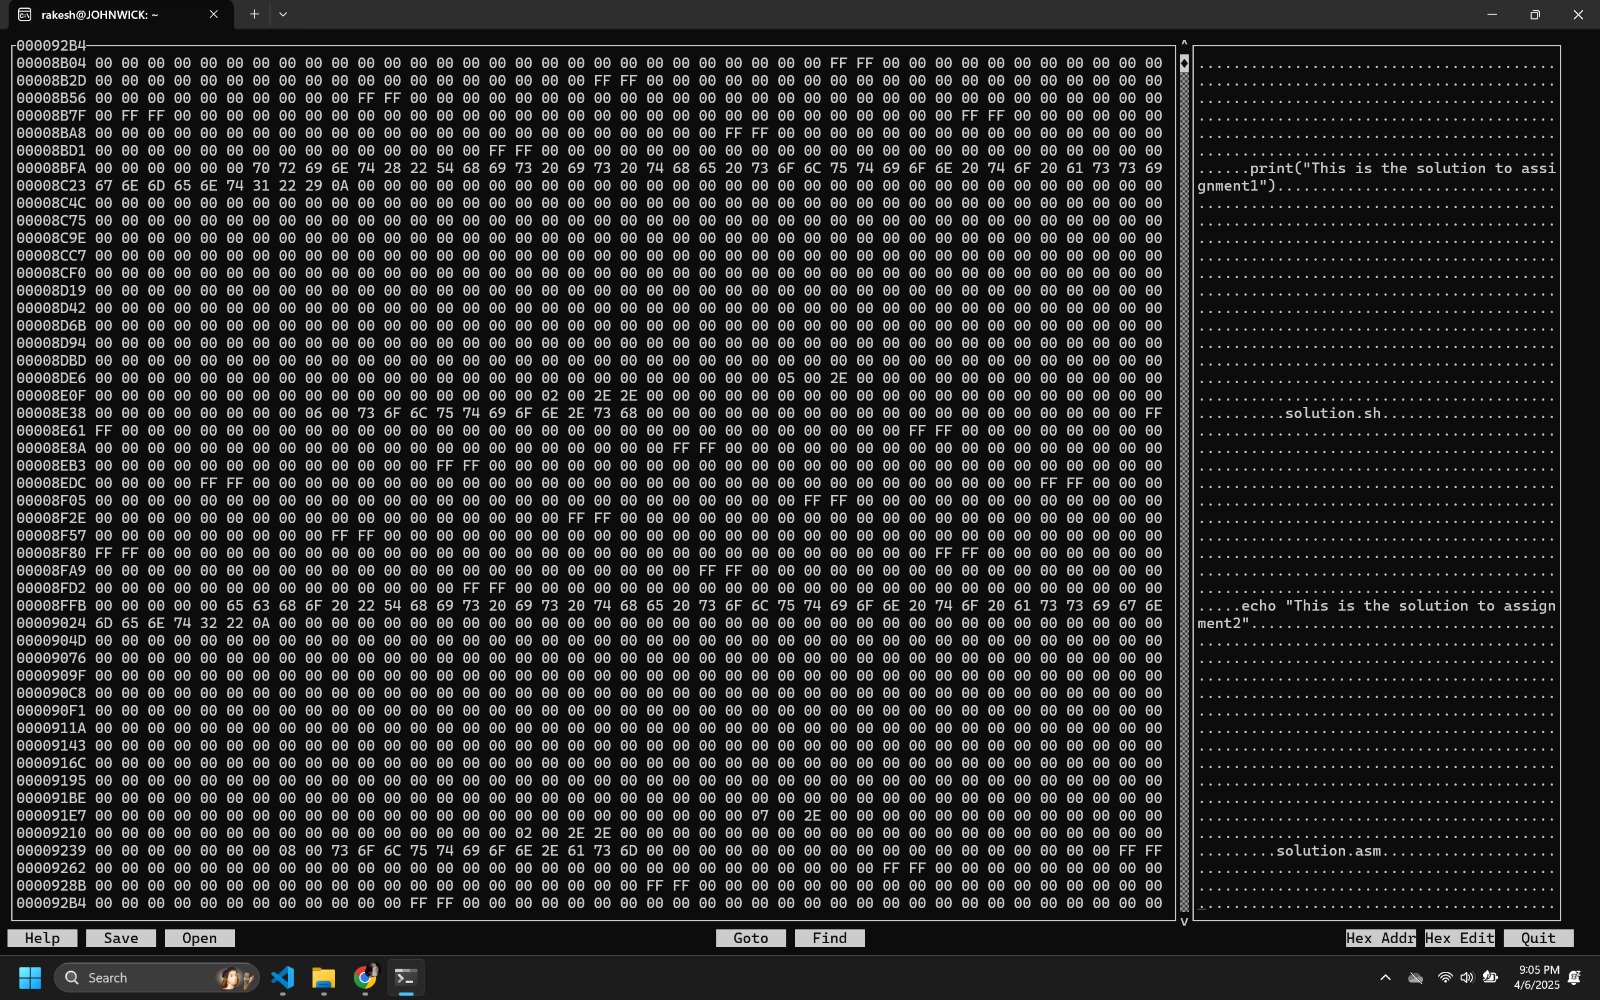 rakesh@JOHNWICK: ~
000092B4
00008B04 00 00 00 00 00 00 00 00 00 00 00 00 00 00 00 00 00 00 00 00 00 00 00 00 00 00 00 00 FF FF 00 00 00 00 00 00 00 00 00 00 00 .........................................
00008B2D 00 00 00 00 00 00 00 00 00 00 00 00 00 00 00 00 00 00 00 FF FF 00 00 00 00 00 00 00 00 00 00 00 00 00 00 00 00 00 00 00 00 .........................................
00008B56 00 00 00 00 00 00 00 00 00 00 FF FF 00 00 00 00 00 00 00 00 00 00 00 00 00 00 00 00 00 00 00 00 00 00 00 00 00 00 00 00 00 .........................................
00008B7F 00 FF FF 00 00 00 00 00 00 00 00 00 00 00 00 00 00 00 00 00 00 00 00 00 00 00 00 00 00 00 00 00 00 FF FF 00 00 00 00 00 00 .........................................
00008BA8 00 00 00 00 00 00 00 00 00 00 00 00 00 00 00 00 00 00 00 00 00 00 00 00 FF FF 00 00 00 00 00 00 00 00 00 00 00 00 00 00 00 .........................................
00008BD1 00 00 00 00 00 00 00 00 00 00 00 00 00 00 00 FF FF 00 00 00 00 00 00 00 00 00 00 00 00 00 00 00 00 00 00 00 00 00 00 00 00 .........................................
00008BFA 00 00 00 00 00 00 70 72 69 6E 74 28 22 54 68 69 73 20 69 73 20 74 68 65 20 73 6F 6C 75 74 69 6F 6E 20 74 6F 20 61 73 73 69 ......print("This is the solution to assi
00008C23 67 6E 6D 65 6E 74 31 22 29 0A 00 00 00 00 00 00 00 00 00 00 00 00 00 00 00 00 00 00 00 00 00 00 00 00 00 00 00 00 00 00 00 gnment1")................................
00008C4C 00 00 00 00 00 00 00 00 00 00 00 00 00 00 00 00 00 00 00 00 00 00 00 00 00 00 00 00 00 00 00 00 00 00 00 00 00 00 00 00 00 .........................................
00008C75 00 00 00 00 00 00 00 00 00 00 00 00 00 00 00 00 00 00 00 00 00 00 00 00 00 00 00 00 00 00 00 00 00 00 00 00 00 00 00 00 00 .........................................
00008C9E 00 00 00 00 00 00 00 00 00 00 00 00 00 00 00 00 00 00 00 00 00 00 00 00 00 00 00 00 00 00 00 00 00 00 00 00 00 00 00 00 00 .........................................
00008CC7 00 00 00 00 00 00 00 00 00 00 00 00 00 00 00 00 00 00 00 00 00 00 00 00 00 00 00 00 00 00 00 00 00 00 00 00 00 00 00 00 00 .........................................
00008CF0 00 00 00 00 00 00 00 00 00 00 00 00 00 00 00 00 00 00 00 00 00 00 00 00 00 00 00 00 00 00 00 00 00 00 00 00 00 00 00 00 00 .........................................
00008D19 00 00 00 00 00 00 00 00 00 00 00 00 00 00 00 00 00 00 00 00 00 00 00 00 00 00 00 00 00 00 00 00 00 00 00 00 00 00 00 00 00 .........................................
00008D42 00 00 00 00 00 00 00 00 00 00 00 00 00 00 00 00 00 00 00 00 00 00 00 00 00 00 00 00 00 00 00 00 00 00 00 00 00 00 00 00 00 .........................................
00008D6B 00 00 00 00 00 00 00 00 00 00 00 00 00 00 00 00 00 00 00 00 00 00 00 00 00 00 00 00 00 00 00 00 00 00 00 00 00 00 00 00 00 .........................................
00008D94 00 00 00 00 00 00 00 00 00 00 00 00 00 00 00 00 00 00 00 00 00 00 00 00 00 00 00 00 00 00 00 00 00 00 00 00 00 00 00 00 00 .........................................
00008DBD 00 00 00 00 00 00 00 00 00 00 00 00 00 00 00 00 00 00 00 00 00 00 00 00 00 00 00 00 00 00 00 00 00 00 00 00 00 00 00 00 00 .........................................
00008DE6 00 00 00 00 00 00 00 00 00 00 00 00 00 00 00 00 00 00 00 00 00 00 00 00 00 00 05 00 2E 00 00 00 00 00 00 00 00 00 00 00 00 .........................................
00008E0F 00 00 00 00 00 00 00 00 00 00 00 00 00 00 00 00 00 02 00 2E 2E 00 00 00 00 00 00 00 00 00 00 00 00 00 00 00 00 00 00 00 00 .........................................
00008E38 00 00 00 00 00 00 00 00 06 00 73 6F 6C 75 74 69 6F 6E 2E 73 68 00 00 00 00 00 00 00 00 00 00 00 00 00 00 00 00 00 00 00 FF ..........solution.sh....................
00008E61 FF 00 00 00 00 00 00 00 00 00 00 00 00 00 00 00 00 00 00 00 00 00 00 00 00 00 00 00 00 00 00 FF FF 00 00 00 00 00 00 00 00 .........................................
00008E8A 00 00 00 00 00 00 00 00 00 00 00 00 00 00 00 00 00 00 00 00 00 00 FF FF 00 00 00 00 00 00 00 00 00 00 00 00 00 00 00 00 00 .........................................
00008EB3 00 00 00 00 00 00 00 00 00 00 00 00 00 FF FF 00 00 00 00 00 00 00 00 00 00 00 00 00 00 00 00 00 00 00 00 00 00 00 00 00 00 .........................................
00008EDC 00 00 00 00 FF FF 00 00 00 00 00 00 00 00 00 00 00 00 00 00 00 00 00 00 00 00 00 00 00 00 00 00 00 00 00 00 FF FF 00 00 00 .........................................
00008F05 00 00 00 00 00 00 00 00 00 00 00 00 00 00 00 00 00 00 00 00 00 00 00 00 00 00 00 FF FF 00 00 00 00 00 00 00 00 00 00 00 00 .........................................
00008F2E 00 00 00 00 00 00 00 00 00 00 00 00 00 00 00 00 00 00 FF FF 00 00 00 00 00 00 00 00 00 00 00 00 00 00 00 00 00 00 00 00 00 .........................................
00008F57 00 00 00 00 00 00 00 00 00 FF FF 00 00 00 00 00 00 00 00 00 00 00 00 00 00 00 00 00 00 00 00 00 00 00 00 00 00 00 00 00 00 .........................................
00008F80 FF FF 00 00 00 00 00 00 00 00 00 00 00 00 00 00 00 00 00 00 00 00 00 00 00 00 00 00 00 00 00 00 FF FF 00 00 00 00 00 00 00 .........................................
00008FA9 00 00 00 00 00 00 00 00 00 00 00 00 00 00 00 00 00 00 00 00 00 00 00 FF FF 00 00 00 00 00 00 00 00 00 00 00 00 00 00 00 00 .........................................
00008FD2 00 00 00 00 00 00 00 00 00 00 00 00 00 00 FF FF 00 00 00 00 00 00 00 00 00 00 00 00 00 00 00 00 00 00 00 00 00 00 00 00 00 .........................................
00008FFB 00 00 00 00 00 65 63 68 6F 20 22 54 68 69 73 20 69 73 20 74 68 65 20 73 6F 6C 75 74 69 6F 6E 20 74 6F 20 61 73 73 69 67 6E .....echo "This is the solution to assign
00009024 6D 65 6E 74 32 22 0A 00 00 00 00 00 00 00 00 00 00 00 00 00 00 00 00 00 00 00 00 00 00 00 00 00 00 00 00 00 00 00 00 00 00 ment2"...................................
0000904D 00 00 00 00 00 00 00 00 00 00 00 00 00 00 00 00 00 00 00 00 00 00 00 00 00 00 00 00 00 00 00 00 00 00 00 00 00 00 00 00 00 .........................................
00009076 00 00 00 00 00 00 00 00 00 00 00 00 00 00 00 00 00 00 00 00 00 00 00 00 00 00 00 00 00 00 00 00 00 00 00 00 00 00 00 00 00 .........................................
0000909F 00 00 00 00 00 00 00 00 00 00 00 00 00 00 00 00 00 00 00 00 00 00 00 00 00 00 00 00 00 00 00 00 00 00 00 00 00 00 00 00 00 .........................................
000090C8 00 00 00 00 00 00 00 00 00 00 00 00 00 00 00 00 00 00 00 00 00 00 00 00 00 00 00 00 00 00 00 00 00 00 00 00 00 00 00 00 00 .........................................
000090F1 00 00 00 00 00 00 00 00 00 00 00 00 00 00 00 00 00 00 00 00 00 00 00 00 00 00 00 00 00 00 00 00 00 00 00 00 00 00 00 00 00 .........................................
0000911A 00 00 00 00 00 00 00 00 00 00 00 00 00 00 00 00 00 00 00 00 00 00 00 00 00 00 00 00 00 00 00 00 00 00 00 00 00 00 00 00 00 .........................................
00009143 00 00 00 00 00 00 00 00 00 00 00 00 00 00 00 00 00 00 00 00 00 00 00 00 00 00 00 00 00 00 00 00 00 00 00 00 00 00 00 00 00 .........................................
0000916C 00 00 00 00 00 00 00 00 00 00 00 00 00 00 00 00 00 00 00 00 00 00 00 00 00 00 00 00 00 00 00 00 00 00 00 00 00 00 00 00 00 .........................................
00009195 00 00 00 00 00 00 00 00 00 00 00 00 00 00 00 00 00 00 00 00 00 00 00 00 00 00 00 00 00 00 00 00 00 00 00 00 00 00 00 00 00 .........................................
000091BE 00 00 00 00 00 00 00 00 00 00 00 00 00 00 00 00 00 00 00 00 00 00 00 00 00 00 00 00 00 00 00 00 00 00 00 00 00 00 00 00 00 .........................................
000091E7 00 00 00 00 00 00 00 00 00 00 00 00 00 00 00 00 00 00 00 00 00 00 00 00 00 07 00 2E 00 00 00 00 00 00 00 00 00 00 00 00 00 .........................................
00009210 00 00 00 00 00 00 00 00 00 00 00 00 00 00 00 00 02 00 2E 2E 00 00 00 00 00 00 00 00 00 00 00 00 00 00 00 00 00 00 00 00 00 .........................................
00009239 00 00 00 00 00 00 00 08 00 73 6F 6C 75 74 69 6F 6E 2E 61 73 6D 00 00 00 00 00 00 00 00 00 00 00 00 00 00 00 00 00 00 FF FF .........solution.asm....................
00009262 00 00 00 00 00 00 00 00 00 00 00 00 00 00 00 00 00 00 00 00 00 00 00 00 00 00 00 00 00 00 FF FF 00 00 00 00 00 00 00 00 00 .........................................
0000928B 00 00 00 00 00 00 00 00 00 00 00 00 00 00 00 00 00 00 00 00 00 FF FF 00 00 00 00 00 00 00 00 00 00 00 00 00 00 00 00 00 00 .........................................
000092B4 00 00 00 00 00 00 00 00 00 00 00 00 FF FF 00 00 00 00 00 00 00 00 00 00 00 00 00 00 00 00 00 00 00 00 00 00 00 00 00 00 00 .........................................
Help Save Open Goto Find Hex Addr Hex Edit Quit
Search
9:05 PM
4/6/2025